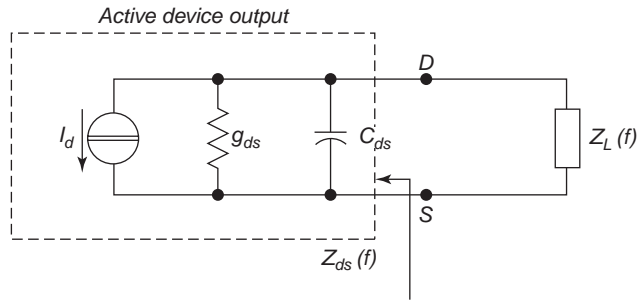 Active device output
D
I_d
g_ds
C_ds
Z_L (f)
S
Z_ds (f)